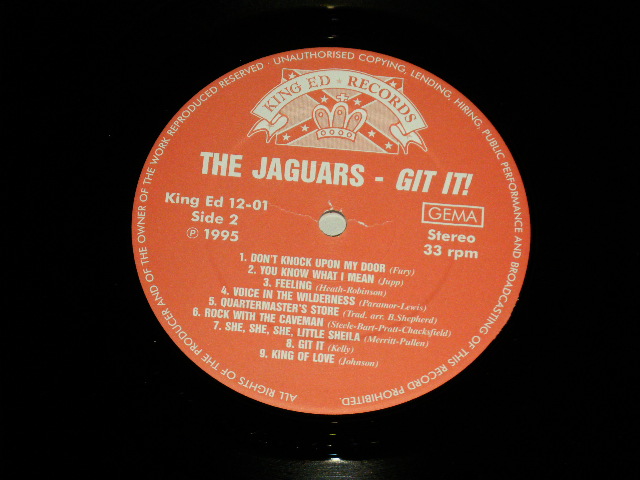 ALL RIGHTS OF THE PRODUCER AND OF THE OWNER OF THE WORK REPRODUCED RESERVED · UNAUTHORISED COPYING, LENDING, HIRING, PUBLIC PERFORMANCE AND BROADCASTING OF THIS RECORD PROHIBITED.
KING ED ★ RECORDS
THE JAGUARS - GIT IT!
King Ed 12-01
Side 2
℗ 1995
GEMA
Stereo
33 rpm
1. DON'T KNOCK UPON MY DOOR (Fury)
2. YOU KNOW WHAT I MEAN (Jupp)
3. FEELING (Heath-Robinson)
4. VOICE IN THE WILDERNESS (Paramor-Lewis)
5. QUARTERMASTER'S STORE (Trad. arr. B.Shepherd)
6. ROCK WITH THE CAVEMAN (Steele-Bart-Pratt-Chacksfield)
7. SHE, SHE, SHE, LITTLE SHEILA (Merritt-Pullen)
8. GIT IT (Kelly)
9. KING OF LOVE (Johnson)